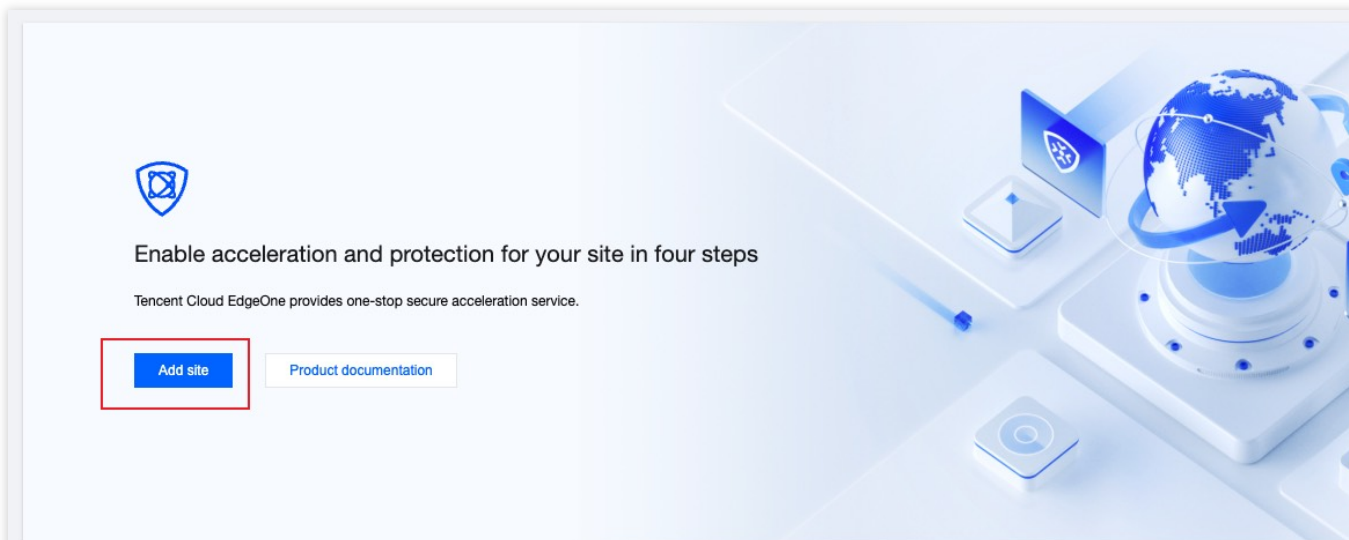 Enable acceleration and protection for your site in four steps
Tencent Cloud EdgeOne provides one-stop secure acceleration service.
Add site
Product documentation